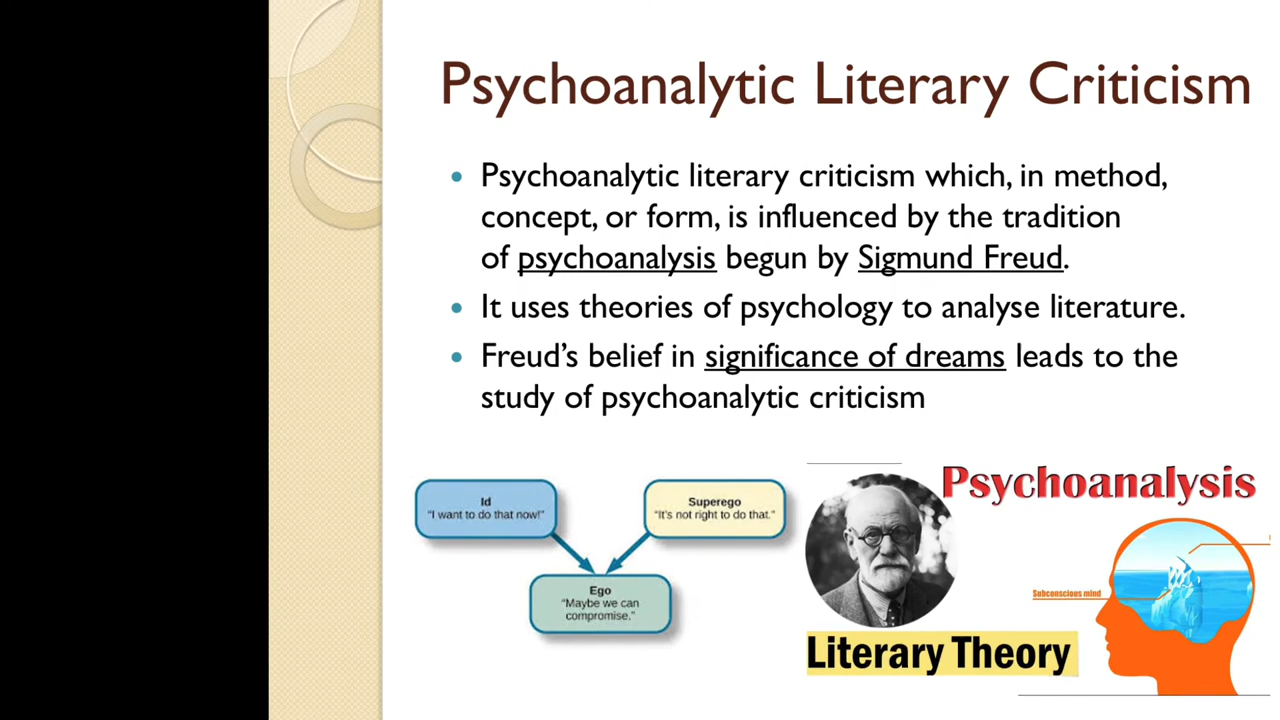 Psychoanalytic Literary Criticism
• Psychoanalytic literary criticism which, in method,
concept, or form, is influenced by the tradition
of psychoanalysis begun by Sigmund Freud.
• It uses theories of psychology to analyse literature.
• Freud’s belief in significance of dreams leads to the
study of psychoanalytic criticism
Id
"I want to do that now!"
Superego
"It's not right to do that."
Ego
"Maybe we can
compromise."
Psychoanalysis
Subconscious mind
Literary Theory